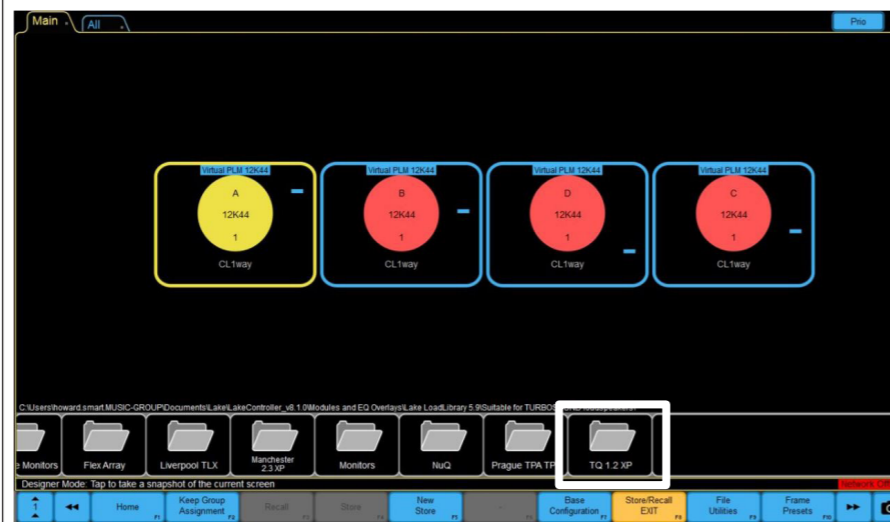 Main
All
Prio
Virtual PLM 12K44
A
12K44
1
CL1way
Virtual PLM 12K44
B
12K44
1
CL1way
Virtual PLM 12K44
D
12K44
1
CL1way
Virtual PLM 12K44
C
12K44
1
CL1way
C:\Users\howard.smart.MUSIC-GROUP\Documents\Lake\LakeController_v8.1.0\Modules and EQ Overlays\Lake LoadLibrary 5.9\Suitable for
Monitors
Flex Array
Liverpool TLX
Manchester
2.3 XP
Monitors
NuQ
Prague TPA TP
TQ 1.2 XP
Designer Mode: Tap to take a snapshot of the current screen
Network
1
Home
F1
Keep Group
Assignment
F2
Recall
Store
New
Store
Base
Configuration
Store/Recall
EXIT
File
Utilities
Frame
Presets